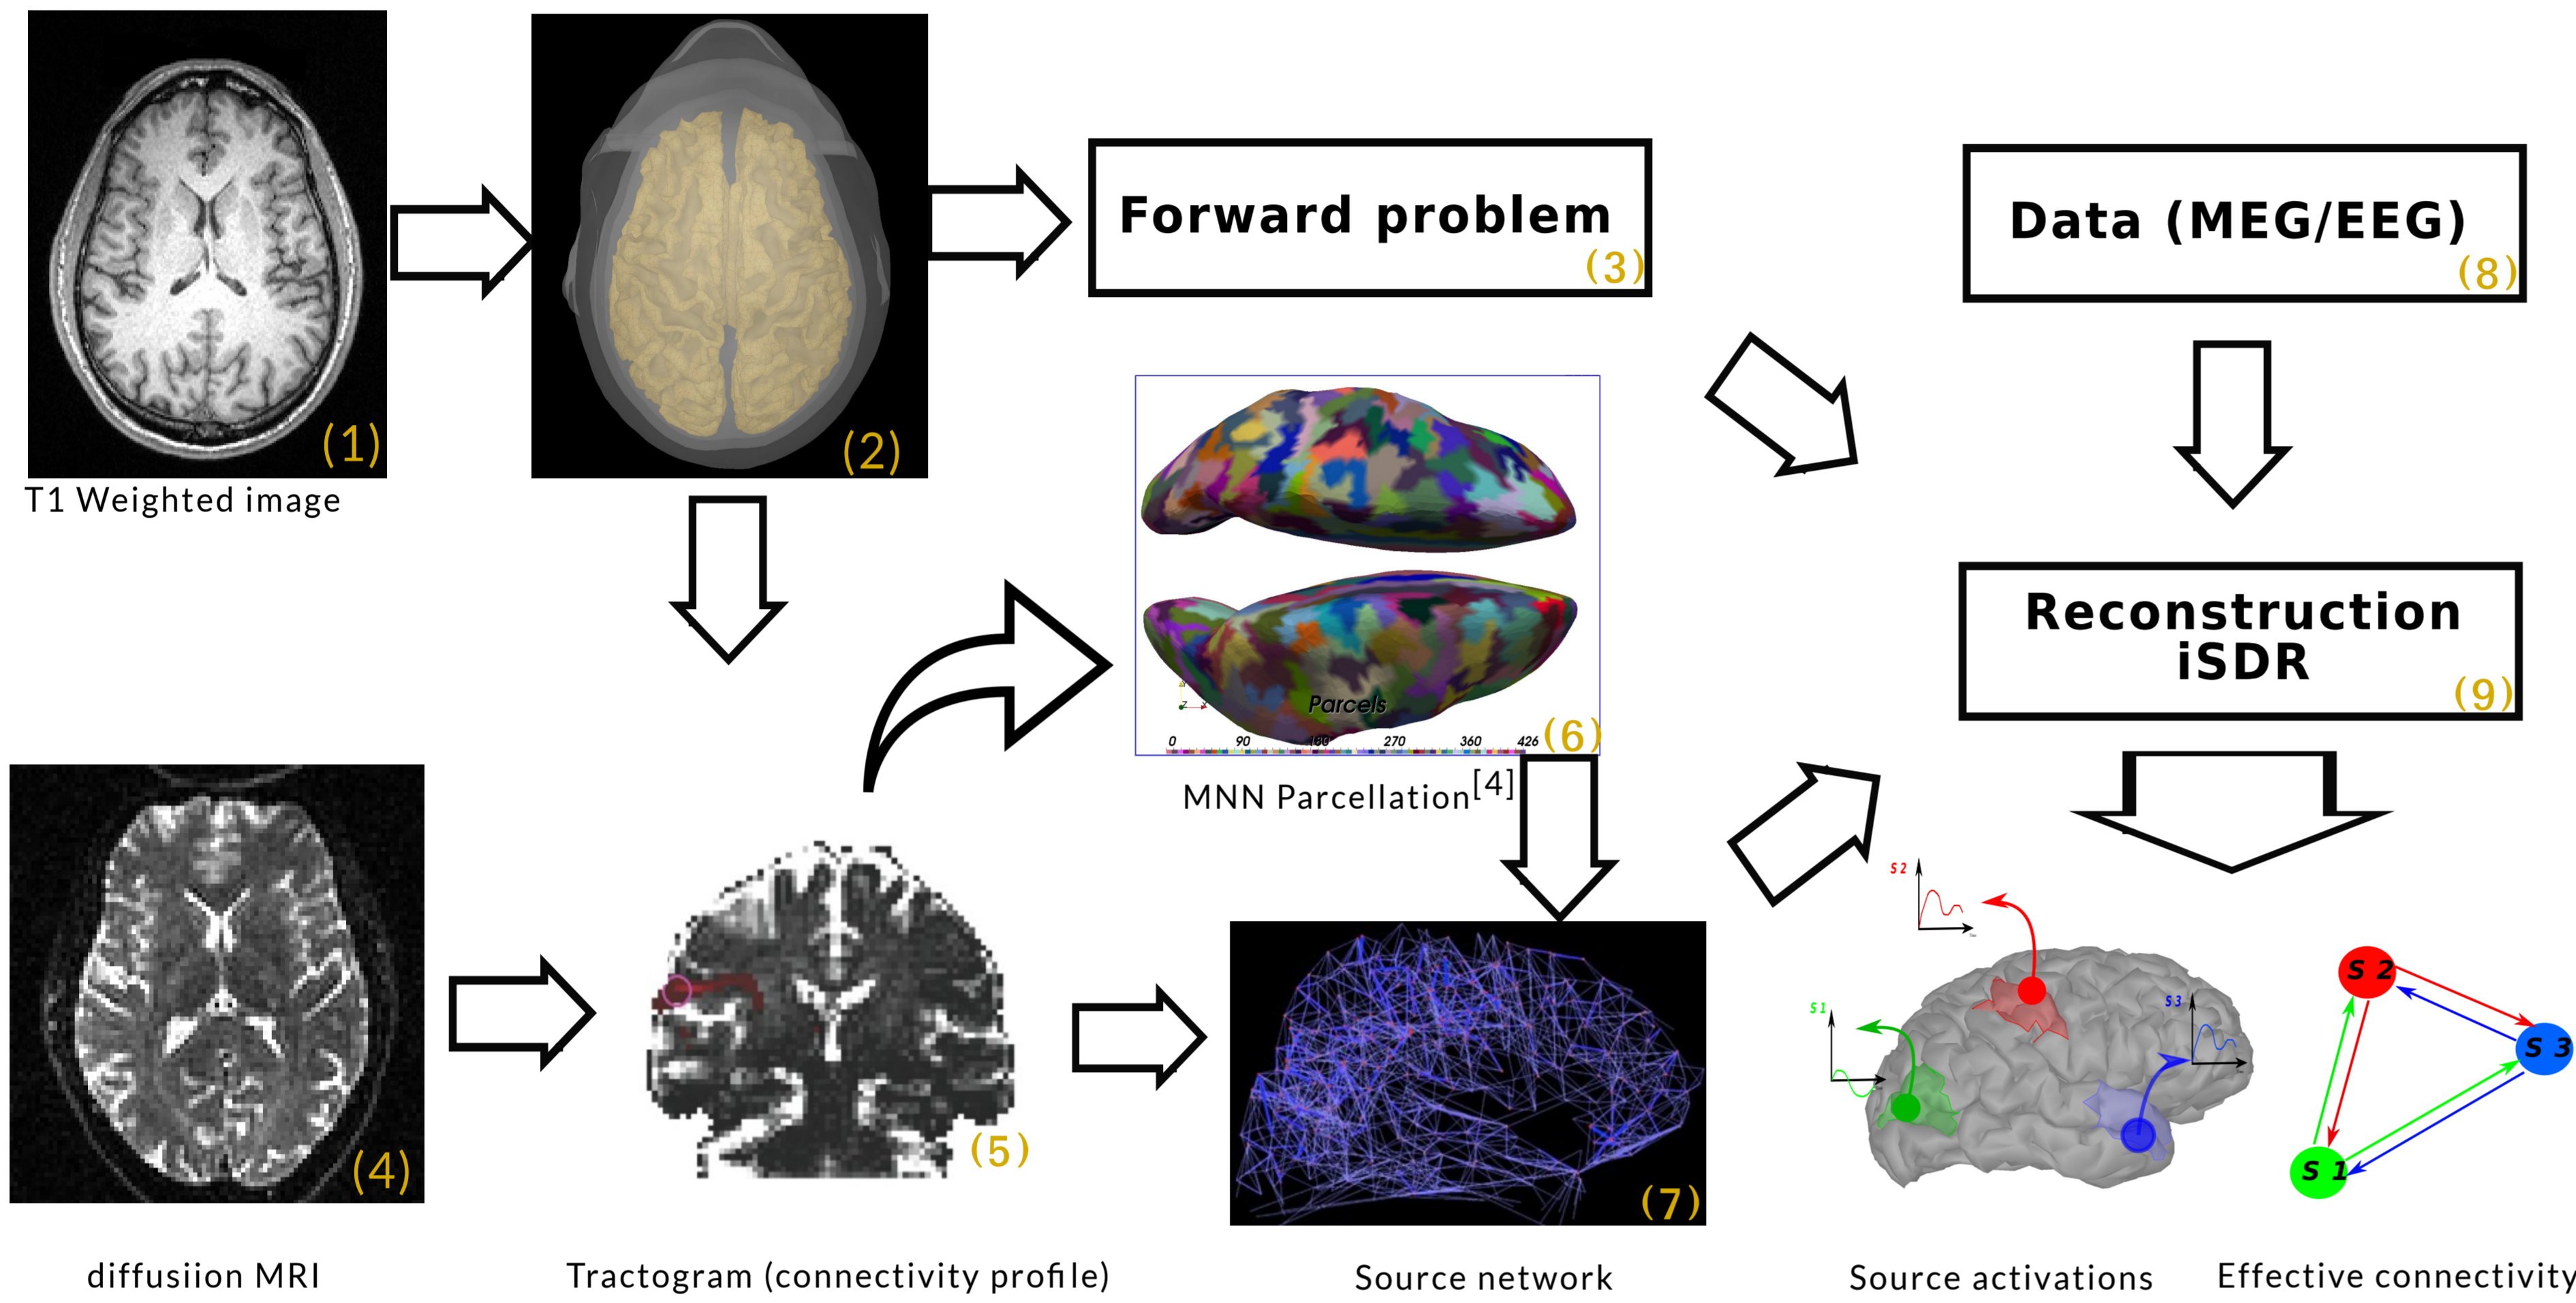 (1)
T1 Weighted image
(2)
Forward problem
(3)
Data (MEG/EEG)
(8)
Parcels
0 90 180 270 360 426
(6)
MNN Parcellation[4]
Reconstruction
iSDR
(9)
(4)
diffusiion MRI
(5)
Tractogram (connectivity profile)
(7)
Source network
S 2
S 1
S 3
Source activations
S 2
S 3
S 1
Effective connectivity